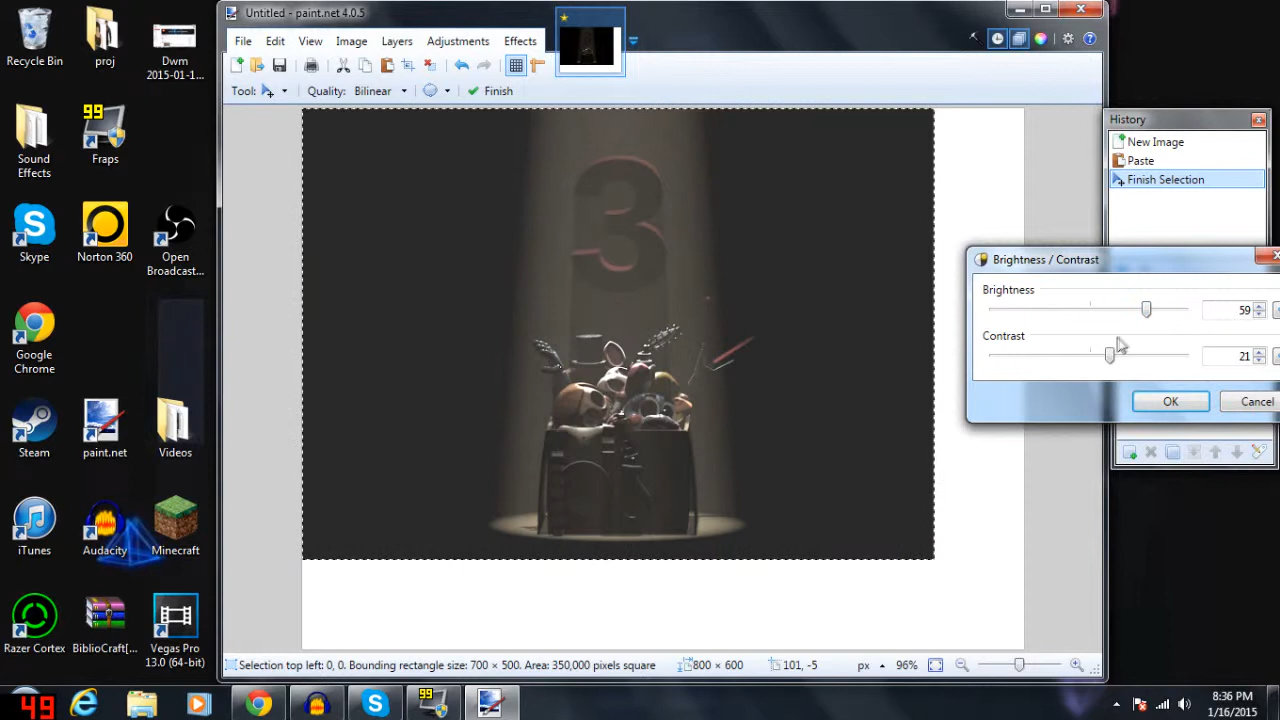 Untitled - paint.net 4.0.5
File Edit View Image Layers Adjustments Effects
Tool: Quality: Bilinear Finish
3
Recycle Bin
proj
Dwm
2015-01-1...
Sound
Effects
99
Fraps
Skype
Norton 360
Open
Broadcast...
Google
Chrome
Steam
paint.net
Videos
iTunes
Audacity
Minecraft
Razer Cortex
BiblioCraft[...
Vegas Pro
13.0 (64-bit)
History
New Image
Paste
Finish Selection
Brightness / Contrast
Brightness
59
Contrast
21
OK Cancel
Selection top left: 0, 0. Bounding rectangle size: 700 × 500. Area: 350,000 pixels square 800 × 600 101, -5 px 96%
49
99
8:36 PM
1/16/2015